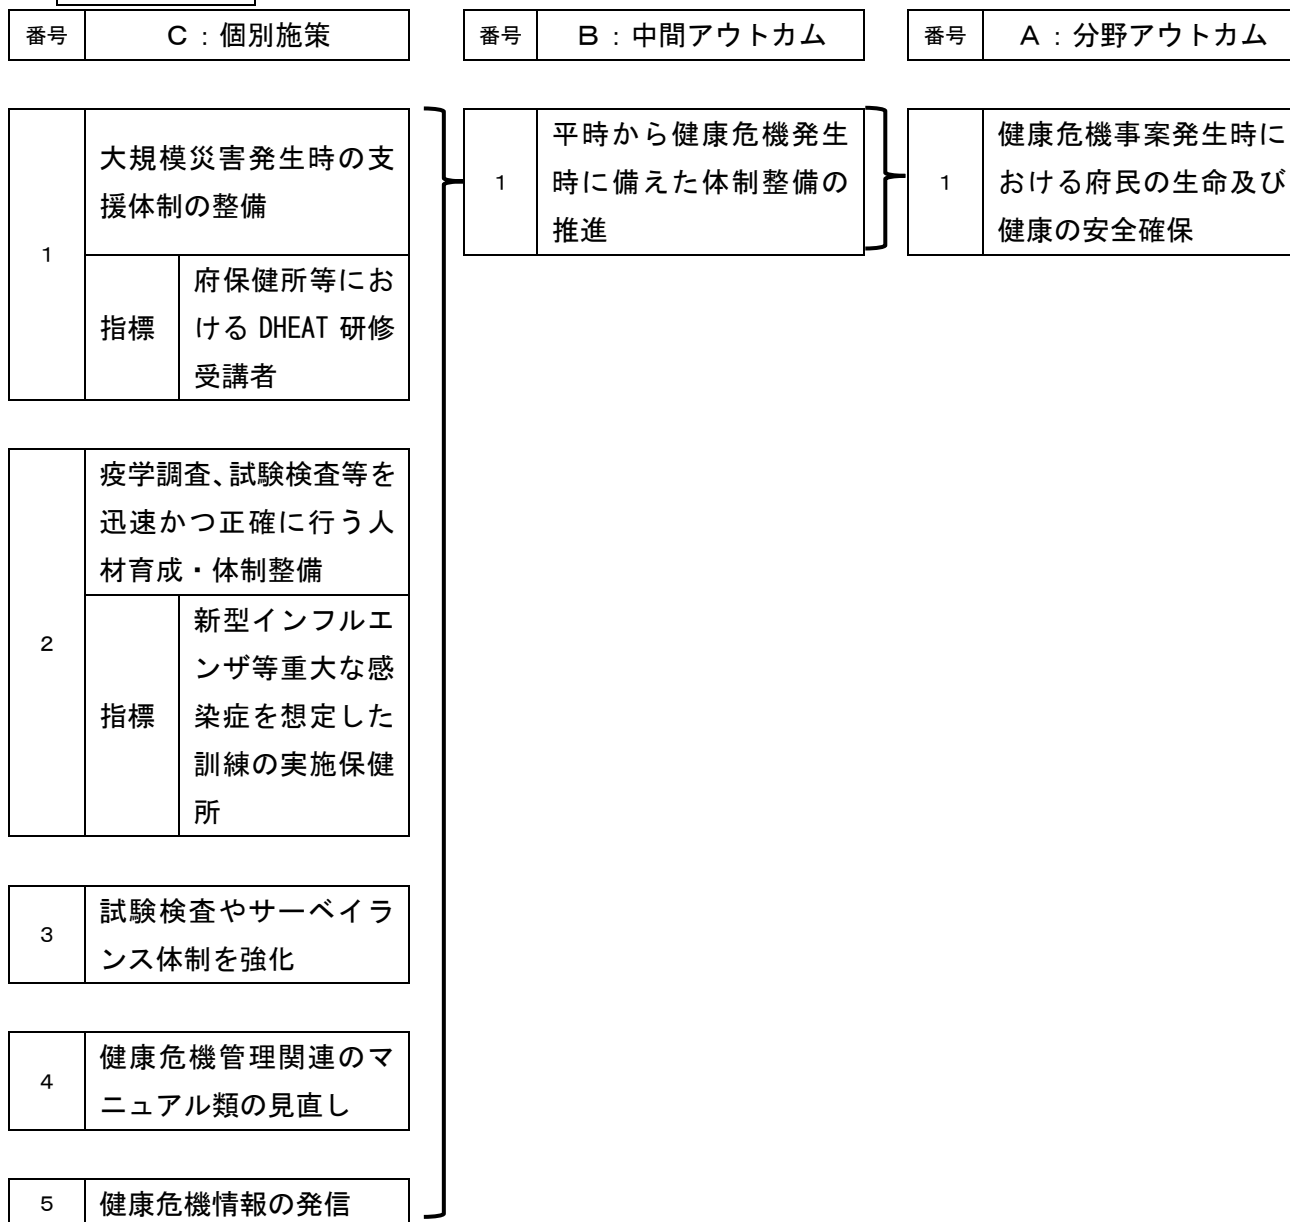 番号 C:個別施策
番号 B:中間アウトカム
番号 A:分野アウトカム
1
大規模災害発生時の支
援体制の整備
指標
府保健所等にお
ける DHEAT 研修
受講者
2
疫学調査、試験検査等を
迅速かつ正確に行う人
材育成・体制整備
指標
新型インフルエ
ンザ等重大な感
染症を想定した
訓練の実施保健
所
3
試験検査やサーベイラ
ンス体制を強化
4
健康危機管理関連のマ
ニュアル類の見直し
5
健康危機情報の発信
1
平時から健康危機発生
時に備えた体制整備の
推進
1
健康危機事案発生時に
おける府民の生命及び
健康の安全確保